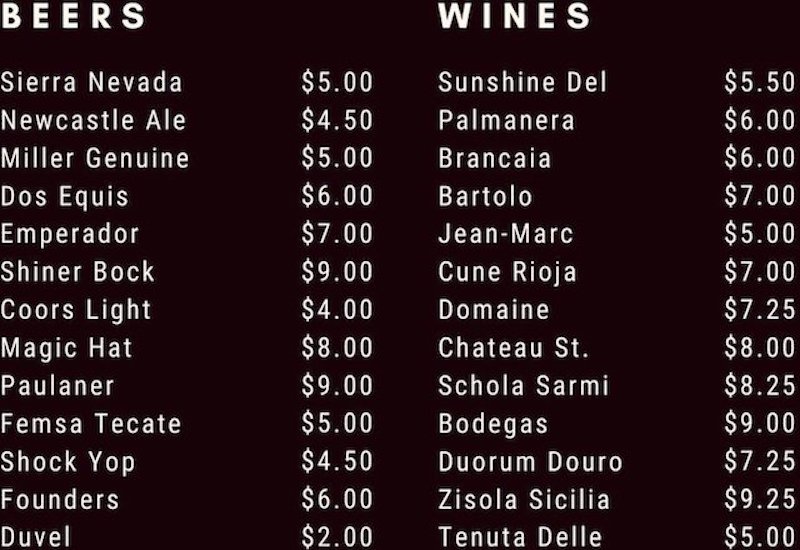 BEERS
Sierra Nevada $5.00
Newcastle Ale $4.50
Miller Genuine $5.00
Dos Equis $6.00
Emperador $7.00
Shiner Bock $9.00
Coors Light $4.00
Magic Hat $8.00
Paulaner $9.00
Femsa Tecate $5.00
Shock Yop $4.50
Founders $6.00
Duvel $2.00
WINES
Sunshine Del $5.50
Palmanera $6.00
Brancaia $6.00
Bartolo $7.00
Jean-Marc $5.00
Cune Rioja $7.00
Domaine $7.25
Chateau St. $8.00
Schola Sarmi $8.25
Bodegas $9.00
Duorum Douro $7.25
Zisola Sicilia $9.25
Tenuta Delle $5.00